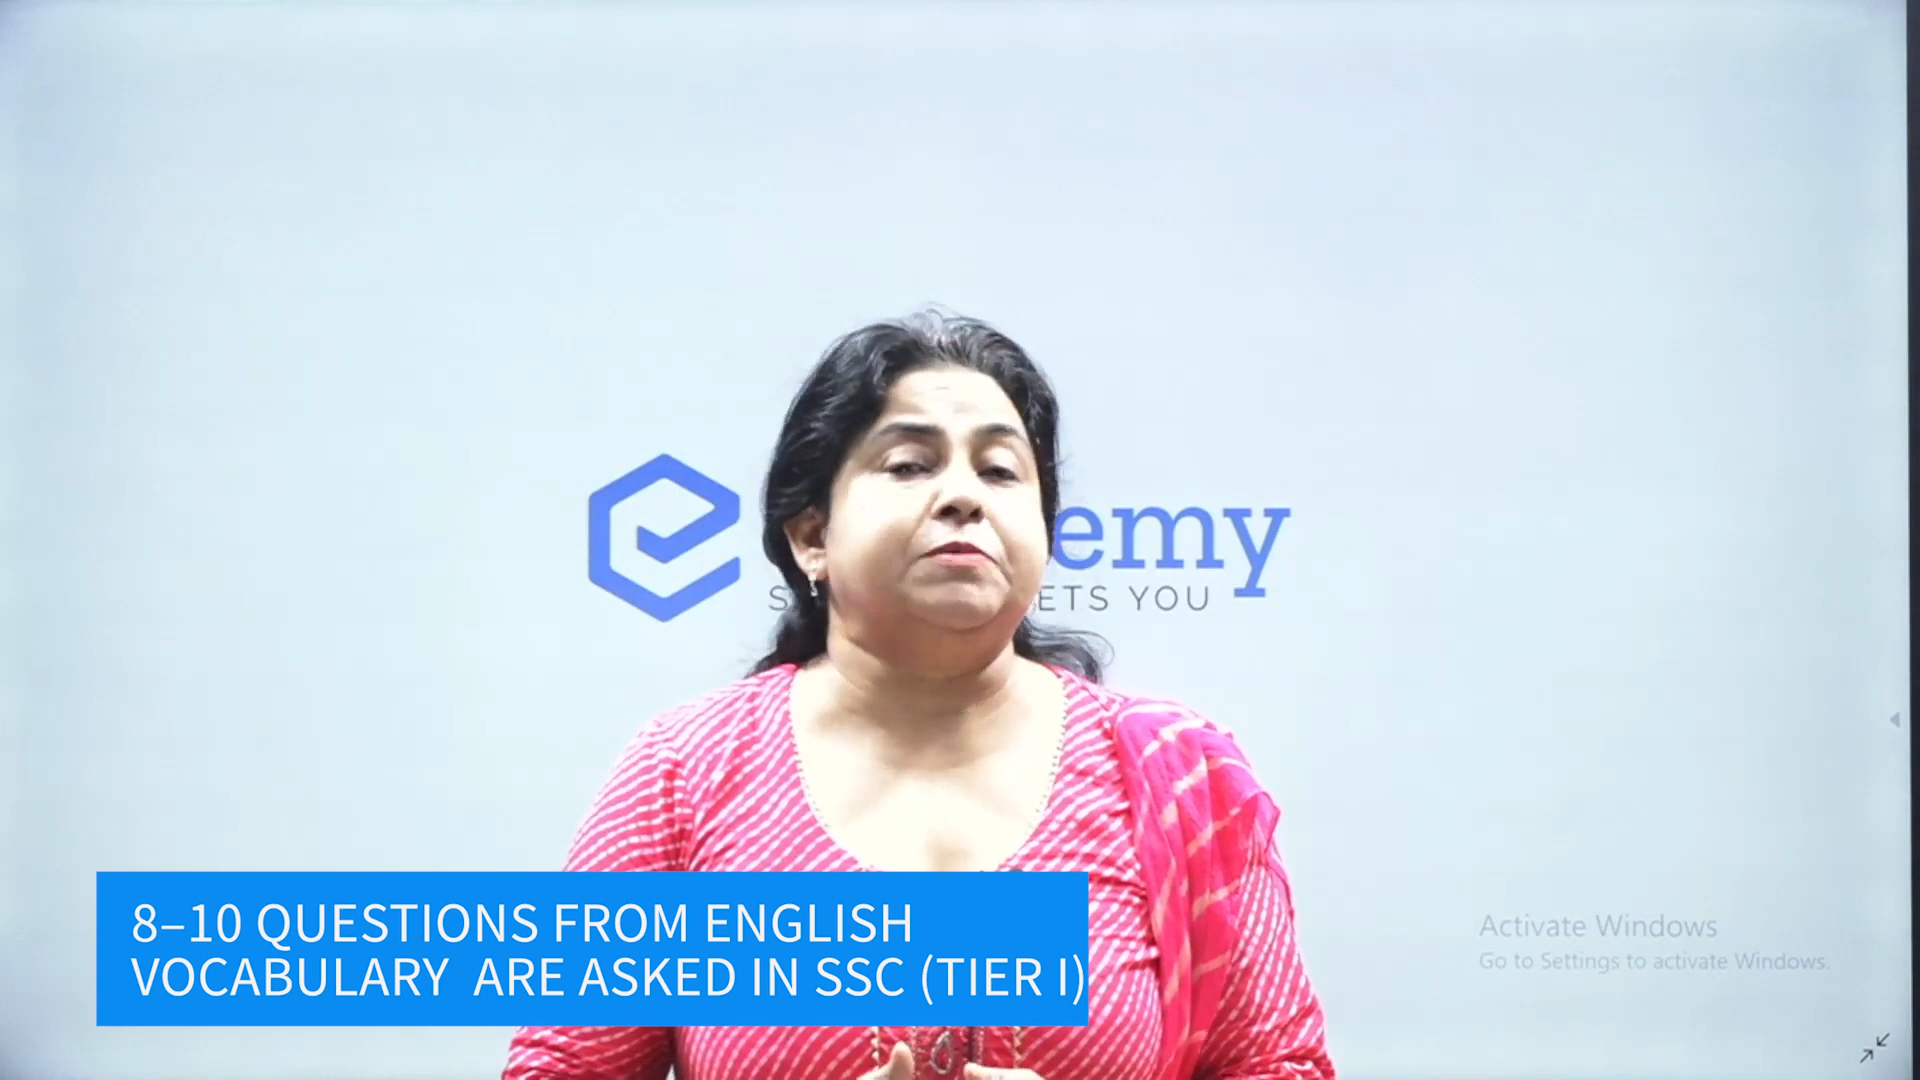 emy
ETS YOU
8–10 QUESTIONS FROM ENGLISH
VOCABULARY ARE ASKED IN SSC (TIER I)
Activate Windows
Go to Settings to activate Windows.